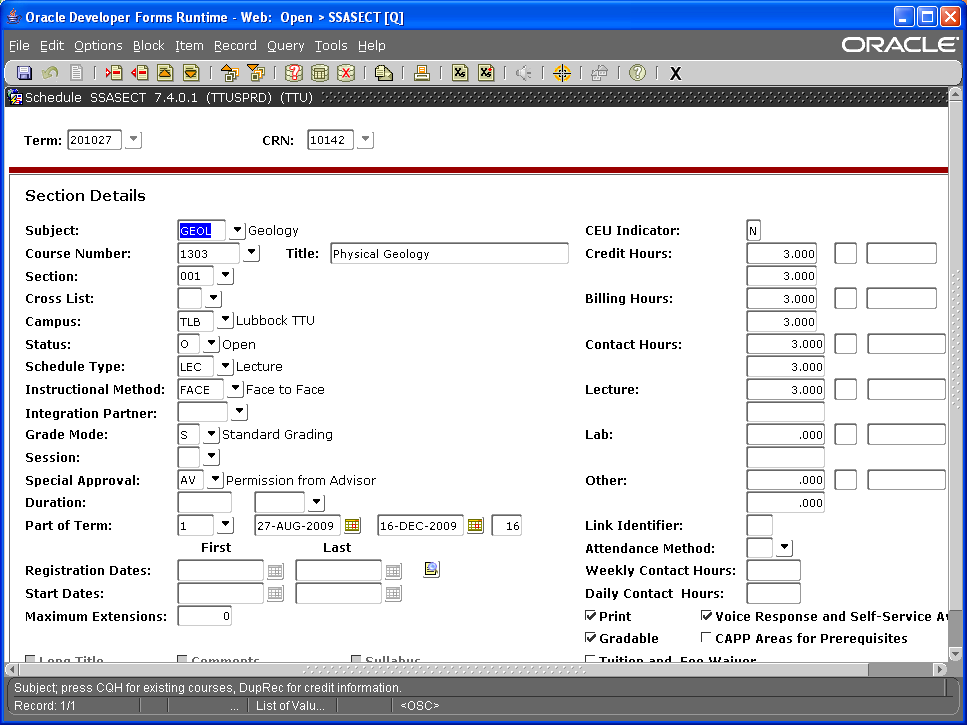 Oracle Developer Forms Runtime - Web: Open > SSASECT [Q]
File Edit Options Block Item Record Query Tools Help
ORACLE
Schedule SSASECT 7.4.0.1 (TTUSPRD) (TTU)
Term: 201027 CRN: 10142
Section Details
Subject: GEOL Geology CEU Indicator: N
Course Number: 1303 Title: Physical Geology Credit Hours: 3.000
Section: 001 3.000
Cross List: Billing Hours: 3.000
Campus: TLB Lubbock TTU 3.000
Status: O Open Contact Hours: 3.000
Schedule Type: LEC Lecture 3.000
Instructional Method: FACE Face to Face Lecture: 3.000
Integration Partner:
Grade Mode: S Standard Grading Lab: .000
Session:
Special Approval: AV Permission from Advisor Other: .000
Duration: .000
Part of Term: 1 27-AUG-2009 16-DEC-2009 16 Link Identifier:
First Last Attendance Method:
Registration Dates: Weekly Contact Hours:
Start Dates: Daily Contact Hours:
Maximum Extensions: 0 Print Voice Response and Self-Service Av
Gradable CAPP Areas for Prerequisites
Long Title Comments Syllabus Tuition and Fee Waiver
Subject; press CQH for existing courses, DupRec for credit information.
Record: 1/1 ... List of Valu... <OSC>